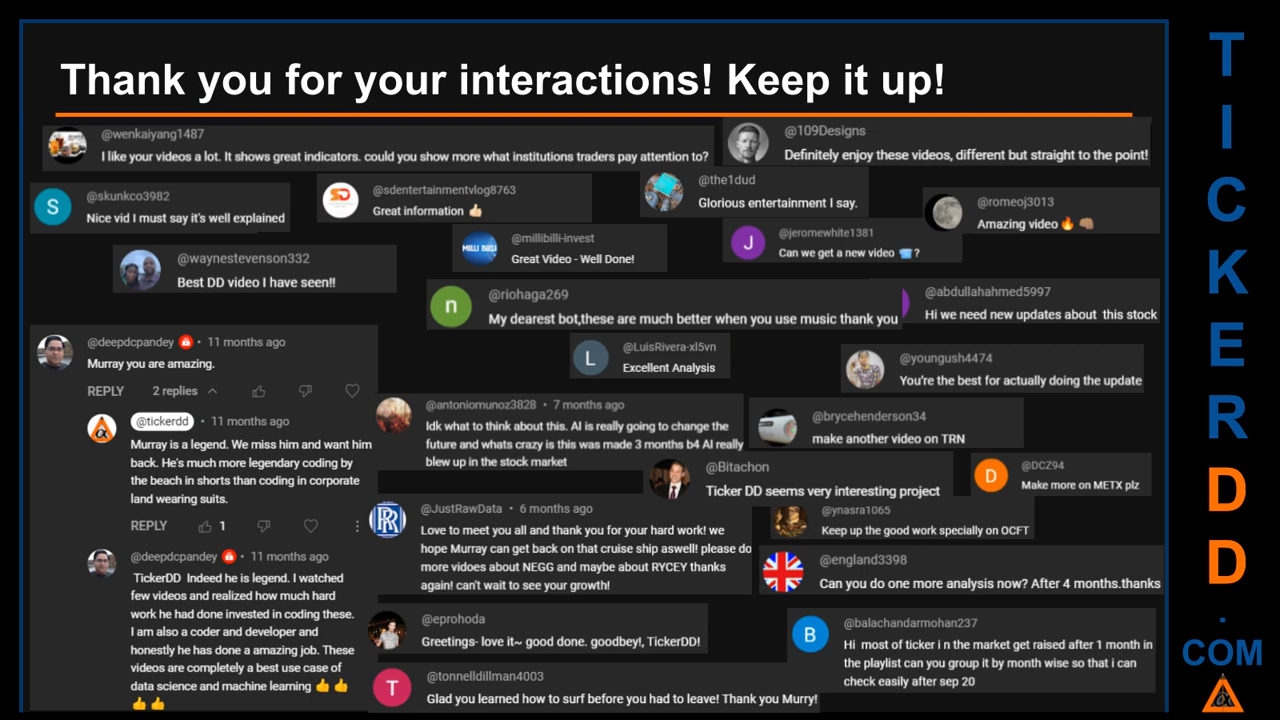 Thank you for your interactions! Keep it up!
@wenkaiyang1487
I like your videos a lot. It shows great indicators. could you show more what institutions traders pay attention to?
@109Designs
Definitely enjoy these videos, different but straight to the point!
@skunkco3982
Nice vid I must say it's well explained
@sdentertainmentvlog8763
Great information 👍🏻
@the1dud
Glorious entertainment I say.
@romeoj3013
Amazing video 🔥 👊🏽
@millibilli-invest
Great Video - Well Done!
@jeromewhite1381
Can we get a new video ?
@waynestevenson332
Best DD video I have seen!!
@riohaga269
My dearest bot,these are much better when you use music thank you
@abdullahahmed5997
Hi we need new updates about this stock
@deepdcpandey • 11 months ago
Murray you are amazing.
REPLY 2 replies
@tickerdd • 11 months ago
Murray is a legend. We miss him and want him
back. He's much more legendary coding by
the beach in shorts than coding in corporate
land wearing suits.
REPLY 1
@deepdcpandey • 11 months ago
TickerDD Indeed he is legend. I watched
few videos and realized how much hard
work he had done invested in coding these.
I am also a coder and developer and
honestly he has done a amazing job. These
videos are completely a best use case of
data science and machine learning 👍 👍
👍 👍
@LuisRivera-xl5vn
Excellent Analysis
@youngush4474
You're the best for actually doing the update
@antoniomunoz3828 • 7 months ago
Idk what to think about this. AI is really going to change the
future and whats crazy is this was made 3 months b4 AI really
blew up in the stock market
@brycehenderson34
make another video on TRN
@Bitachon
Ticker DD seems very interesting project
@DCZ94
Make more on METX plz
@JustRawData • 6 months ago
Love to meet you all and thank you for your hard work! we
hope Murray can get back on that cruise ship aswell! please do
more vidoes about NEGG and maybe about RYCEY thanks
again! can't wait to see your growth!
@ynasra1065
Keep up the good work specially on OCFT
@england3398
Can you do one more analysis now? After 4 months.thanks
@eprohoda
Greetings- love it~ good done. goodbey!, TickerDD!
@balachandarmohan237
Hi most of ticker i n the market get raised after 1 month in
the playlist can you group it by month wise so that i can
check easily after sep 20
@tonnelldillman4003
Glad you learned how to surf before you had to leave! Thank you Murry!
S
MILLI BILLI
J
n
L
D
B
T
TICKERDD
.
COM